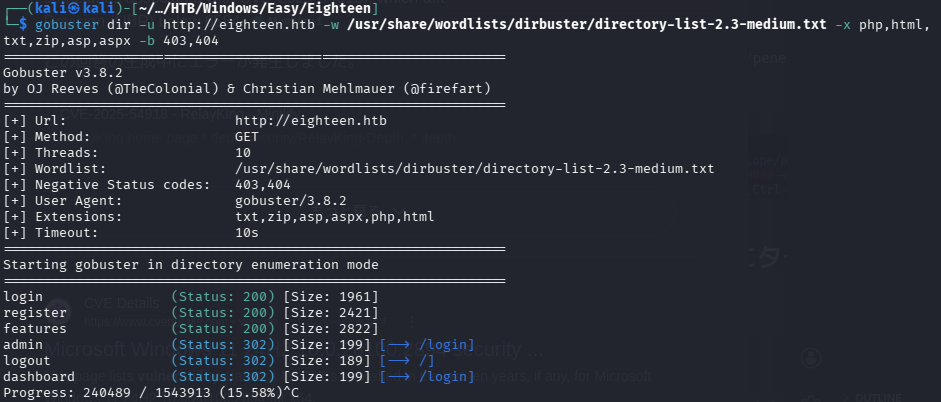 ┌──(kali㉿kali)-[~/…/HTB/Windows/Easy/Eighteen]
└─$ gobuster dir -u http://eighteen.htb -w /usr/share/wordlists/dirbuster/directory-list-2.3-medium.txt -x php,html,
txt,zip,asp,aspx -b 403,404
===============================================================
Gobuster v3.8.2
by OJ Reeves (@TheColonial) & Christian Mehlmauer (@firefart)
===============================================================
[+] Url:                     http://eighteen.htb
[+] Method:                  GET
[+] Threads:                 10
[+] Wordlist:                /usr/share/wordlists/dirbuster/directory-list-2.3-medium.txt
[+] Negative Status codes:   403,404
[+] User Agent:              gobuster/3.8.2
[+] Extensions:              txt,zip,asp,aspx,php,html
[+] Timeout:                 10s
===============================================================
Starting gobuster in directory enumeration mode
===============================================================
login                (Status: 200) [Size: 1961]
register             (Status: 200) [Size: 2421]
features             (Status: 200) [Size: 2822]
admin                (Status: 302) [Size: 199] [--> /login]
logout               (Status: 302) [Size: 189] [--> /]
dashboard            (Status: 302) [Size: 199] [--> /login]
Progress: 240489 / 1543913 (15.58%)^C